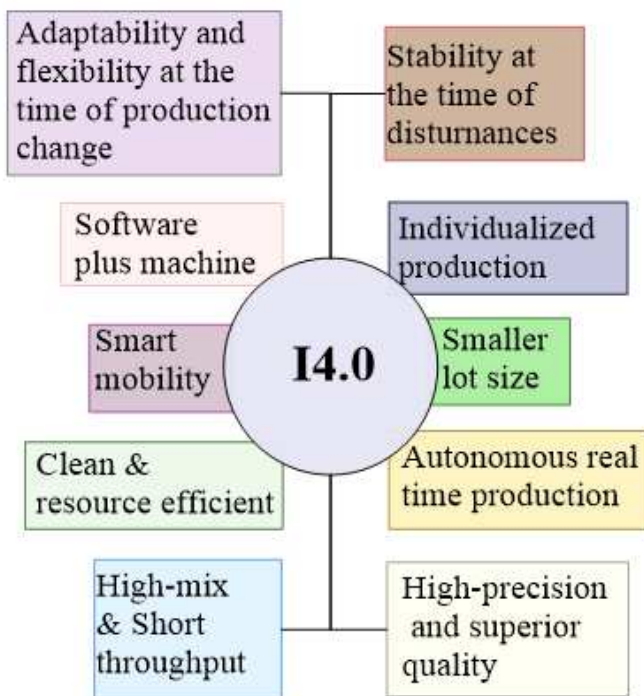 Adaptability and
flexibility at the
time of production
change
Stability at
the time of
disturnances
Software
plus machine
Individualized
production
Smart
mobility
I4.0
Smaller
lot size
Clean &
resource efficient
Autonomous real
time production
High-mix
& Short
throughput
High-precision
and superior
quality